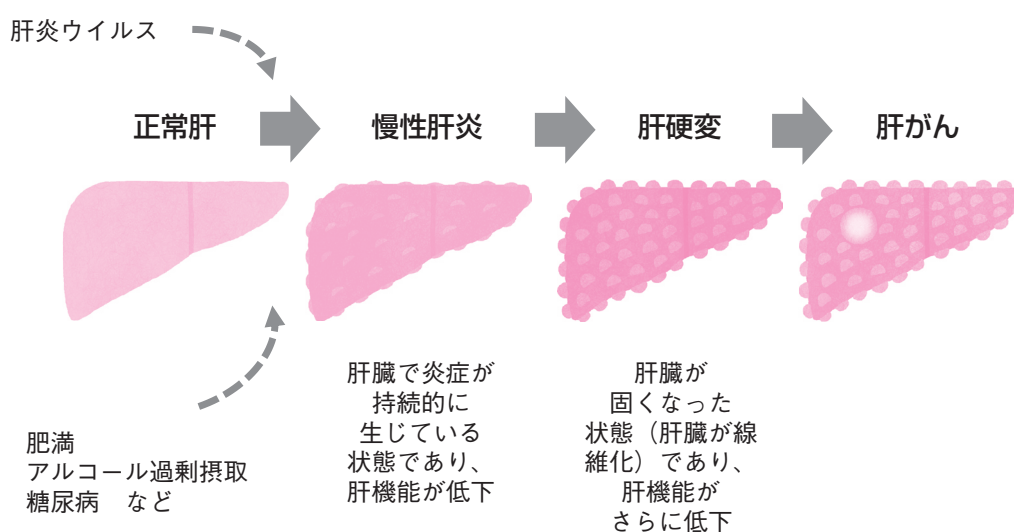 肝炎ウイルス
正常肝
慢性肝炎
肝硬変
肝がん
肝臓で炎症が
持続的に
生じている
状態であり、
肝機能が低下
肝臓が
固くなった
状態（肝臓が線
維化）であり、
肝機能が
さらに低下
肥満
アルコール過剰摂取
糖尿病　など